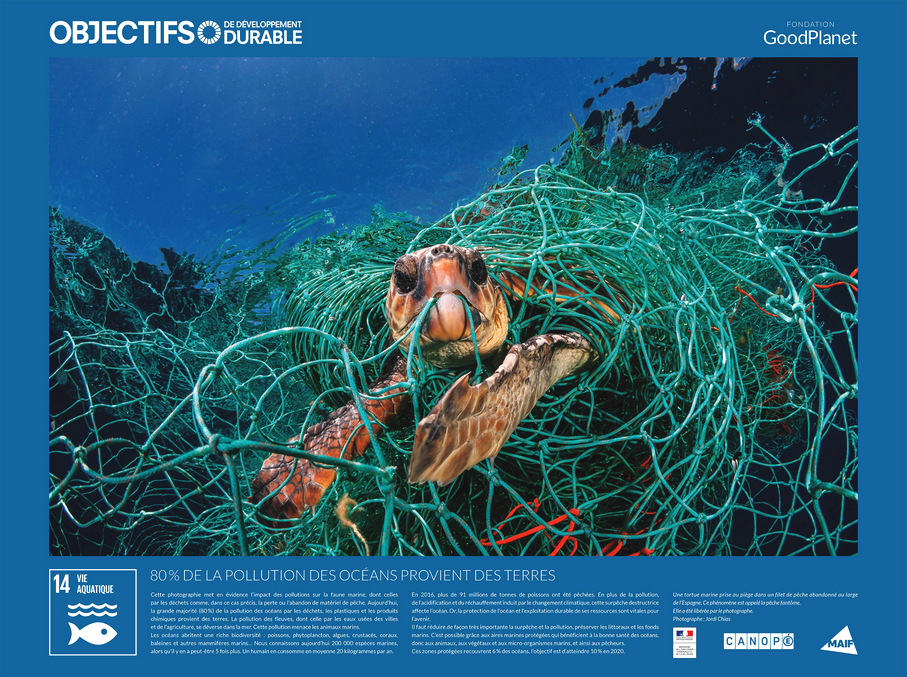 OBJECTIFS DE DÉVELOPPEMENT DURABLE
FONDATION
GoodPlanet
14 VIE AQUATIQUE
80 % DE LA POLLUTION DES OCÉANS PROVIENT DES TERRES
Cette photographie met en évidence l'impact des pollutions sur la faune marine, dont celles
par les déchets comme, dans ce cas précis, la perte ou l'abandon de matériel de pêche. Aujourd'hui,
la grande majorité (80%) de la pollution des océans par les déchets, les plastiques et les produits
chimiques provient des terres. La pollution des fleuves, dont celle par les eaux usées des villes
et de l'agriculture, se déverse dans la mer. Cette pollution menace les animaux marins.
Les océans abritent une riche biodiversité : poissons, phytoplancton, algues, crustacés, coraux,
baleines et autres mammifères marins... Nous connaissons aujourd'hui 200 000 espèces marines,
alors qu'il y en a peut-être 5 fois plus. Un humain en consomme en moyenne 20 kilogrammes par an.
En 2016, plus de 91 millions de tonnes de poissons ont été pêchées. En plus de la pollution,
de l'acidification et du réchauffement induit par le changement climatique, cette surpêche destructrice
affecte l'océan. Or, la protection de l'océan et l'exploitation durable de ses ressources sont vitales pour
l'avenir.
Il faut réduire de façon très importante la surpêche et la pollution, préserver les littoraux et les fonds
marins. C'est possible grâce aux aires marines protégées qui bénéficient à la bonne santé des océans,
donc aux animaux, aux végétaux et aux micro-organismes marins et ainsi aux pêcheurs.
Ces zones protégées recouvrent 6 % des océans, l'objectif est d'atteindre 10 % en 2020.
Une tortue marine prise au piège dans un filet de pêche abandonné au large
de l'Espagne. Ce phénomène est appelé la pêche fantôme.
Elle a été libérée par le photographe.
Photographe : Jordi Chias
CANOPÉ
MAIF